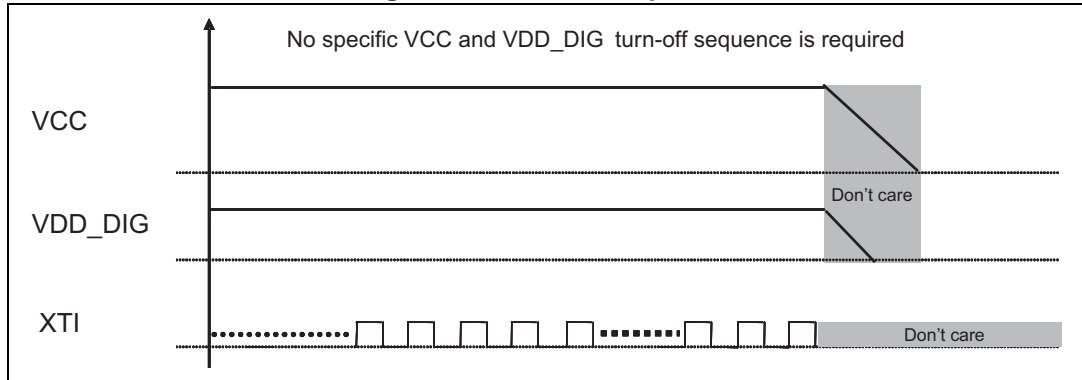 No specific VCC and VDD_DIG turn-off sequence is required
VCC
Don't care
VDD_DIG
XTI
Don't care